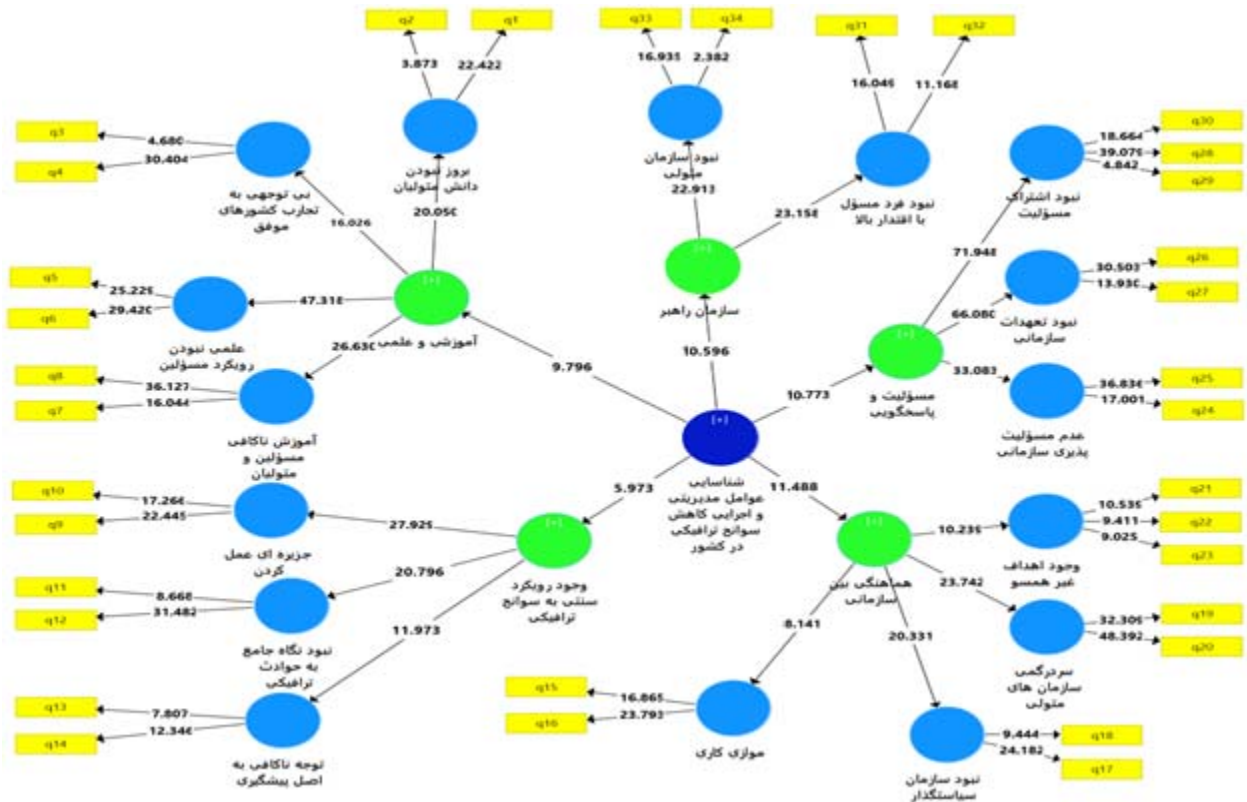 q2
q1
q33
q34
q31
q32
3.873
22.422
16.935
2.382
16.049
11.168
q3
q4
4.680
30.404
بی توجهی به
تجارب کشورهای
موفق
بروز نبودن
دانش متولیان
نبود سازمان
متولی
نبود فرد مسؤل
با اقتدار بالا
q30
q28
q29
18.664
39.079
4.842
نبود اشتراک
مسؤلیت
16.026
20.050
22.913
23.158
71.948
q5
q6
25.229
29.420
علمی نبودن
رویکرد مسؤلین
47.318
[+]
آموزشی و علمی
[+]
سازمان راهبر
q26
q27
30.503
13.930
نبود تعهدات
سازمانی
66.080
26.630
q8
q7
36.127
16.044
آموزش ناکافی
مسؤلین و
متولیان
9.796
10.596
10.773
[+]
مسؤلیت و
پاسخگویی
33.083
q25
q24
36.836
17.001
عدم مسؤلیت
پذیری سازمانی
[+]
شناسایی
عوامل مدیریتی
و اجرایی کاهش
سوانح ترافیکی
در کشور
5.973
11.488
q10
q9
17.266
22.445
جزیره ای عمل
کردن
27.929
[+]
وجود رویکرد
سنتی به سوانح
ترافیکی
[+]
هماهنگی بین
سازمانی
10.239
q21
q22
q23
10.539
9.411
9.025
وجود اهداف
غیر همسو
q11
q12
8.668
31.482
نبود نگاه جامع
به حوادث
ترافیکی
20.796
11.973
23.742
q19
q20
32.309
48.392
سردرگمی
سازمان های
متولی
8.141
20.331
q13
q14
7.807
12.346
توجه ناکافی به
اصل پیشگیری
q15
q16
16.865
23.793
موازی کاری
q18
q17
9.444
24.182
نبود سازمان
سیاستگذار